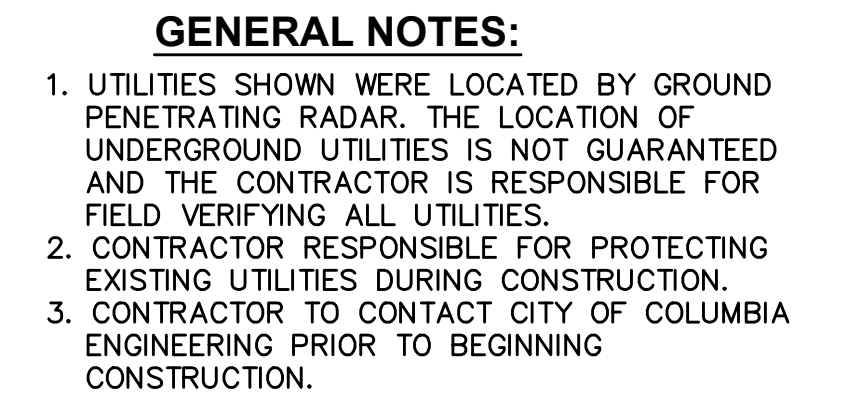 GENERAL NOTES:
1. UTILITIES SHOWN WERE LOCATED BY GROUND
PENETRATING RADAR. THE LOCATION OF
UNDERGROUND UTILITIES IS NOT GUARANTEED
AND THE CONTRACTOR IS RESPONSIBLE FOR
FIELD VERIFYING ALL UTILITIES.
2. CONTRACTOR RESPONSIBLE FOR PROTECTING
EXISTING UTILITIES DURING CONSTRUCTION.
3. CONTRACTOR TO CONTACT CITY OF COLUMBIA
ENGINEERING PRIOR TO BEGINNING
CONSTRUCTION.